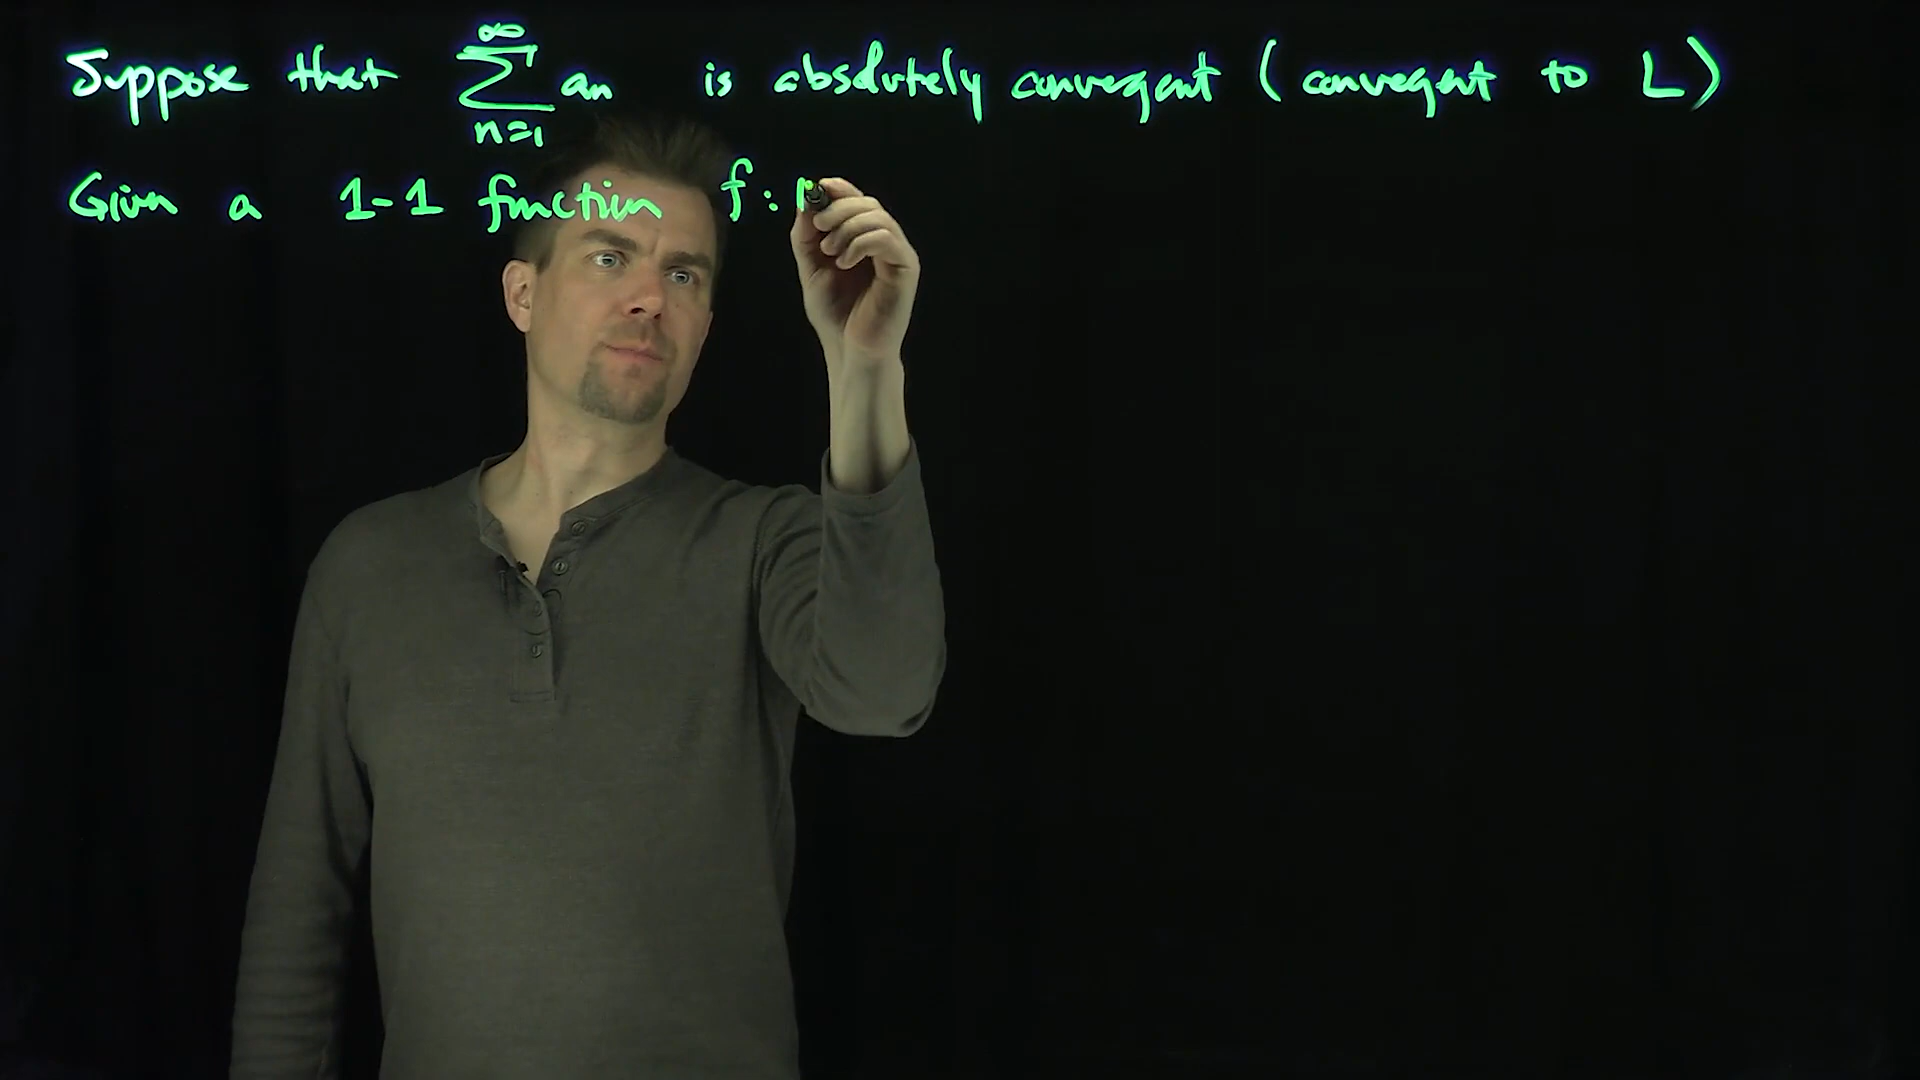 Suppose that ∞∑n=1 an is absolutely convergent (convergent to L)
Given a 1-1 function f: